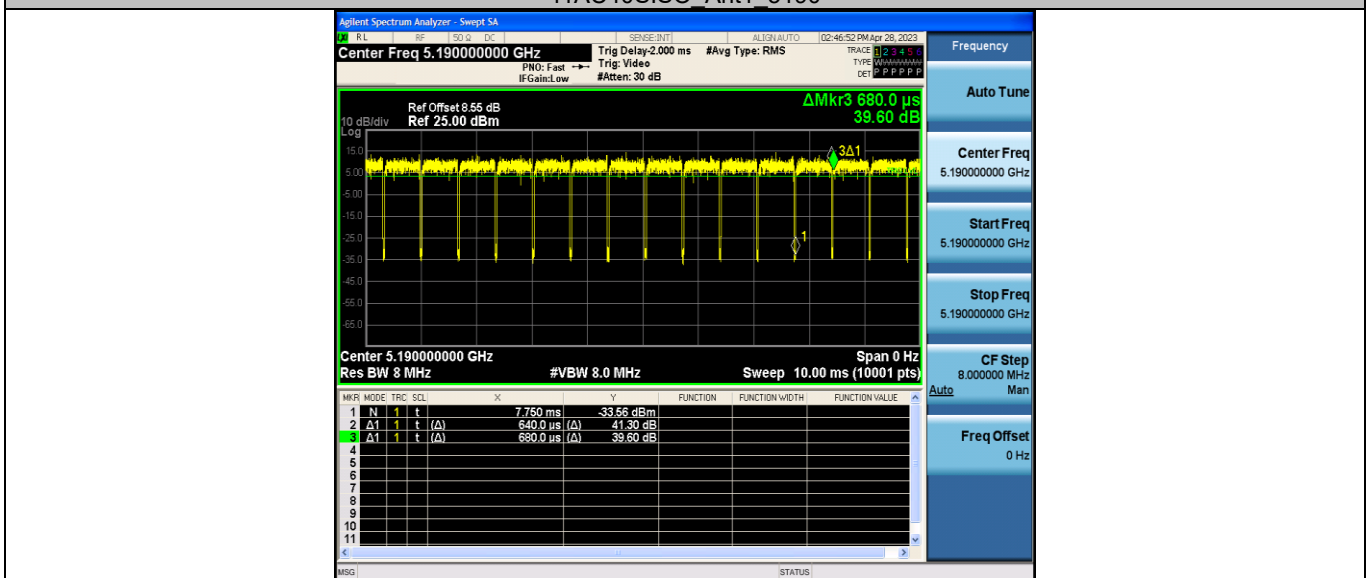 Agilent Spectrum Analyzer - Swept SA
RL RF 50 Ω DC SENSE:INT ALIGNAUTO 02:46:52 PM Apr 28, 2023
Center Freq 5.190000000 GHz
PNO: Fast
IFGain:Low
Trig Delay-2.000 ms
Trig: Video
#Atten: 30 dB
#Avg Type: RMS
TRACE 1 2 3 4 5 6
TYPE
DET P P P P P P
ΔMkr3 680.0 µs
39.60 dB
Ref Offset 8.55 dB
10 dB/div Ref 25.00 dBm
Log
15.0
5.00
-5.00
-15.0
-25.0
-35.0
-45.0
-55.0
-65.0
3Δ1
1
Center 5.190000000 GHz Span 0 Hz
Res BW 8 MHz #VBW 8.0 MHz Sweep 10.00 ms (10001 pts)
MKR MODE TRC SCL X Y FUNCTION FUNCTION WIDTH FUNCTION VALUE
1 N 1 t 7.750 ms -33.56 dBm
2 Δ1 1 t (Δ) 640.0 µs (Δ) 41.30 dB
3 Δ1 1 t (Δ) 680.0 µs (Δ) 39.60 dB
4
5
6
7
8
9
10
11
MSG STATUS
Frequency
Auto Tune
Center Freq
5.190000000 GHz
Start Freq
5.190000000 GHz
Stop Freq
5.190000000 GHz
CF Step
8.000000 MHz
Auto Man
Freq Offset
0 Hz